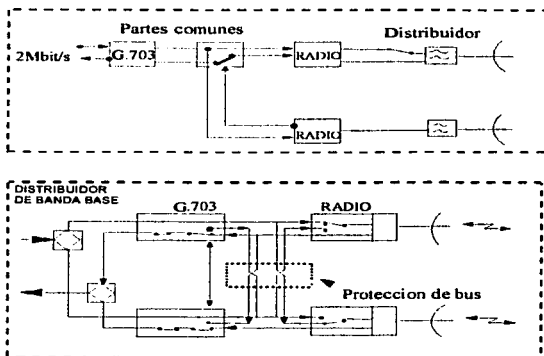 Partes comunes
Distribuidor
2Mbit/s
G.703
RADIO
RADIO
DISTRIBUIDOR
DE BANDA BASE
G.703
RADIO
Proteccion de bus